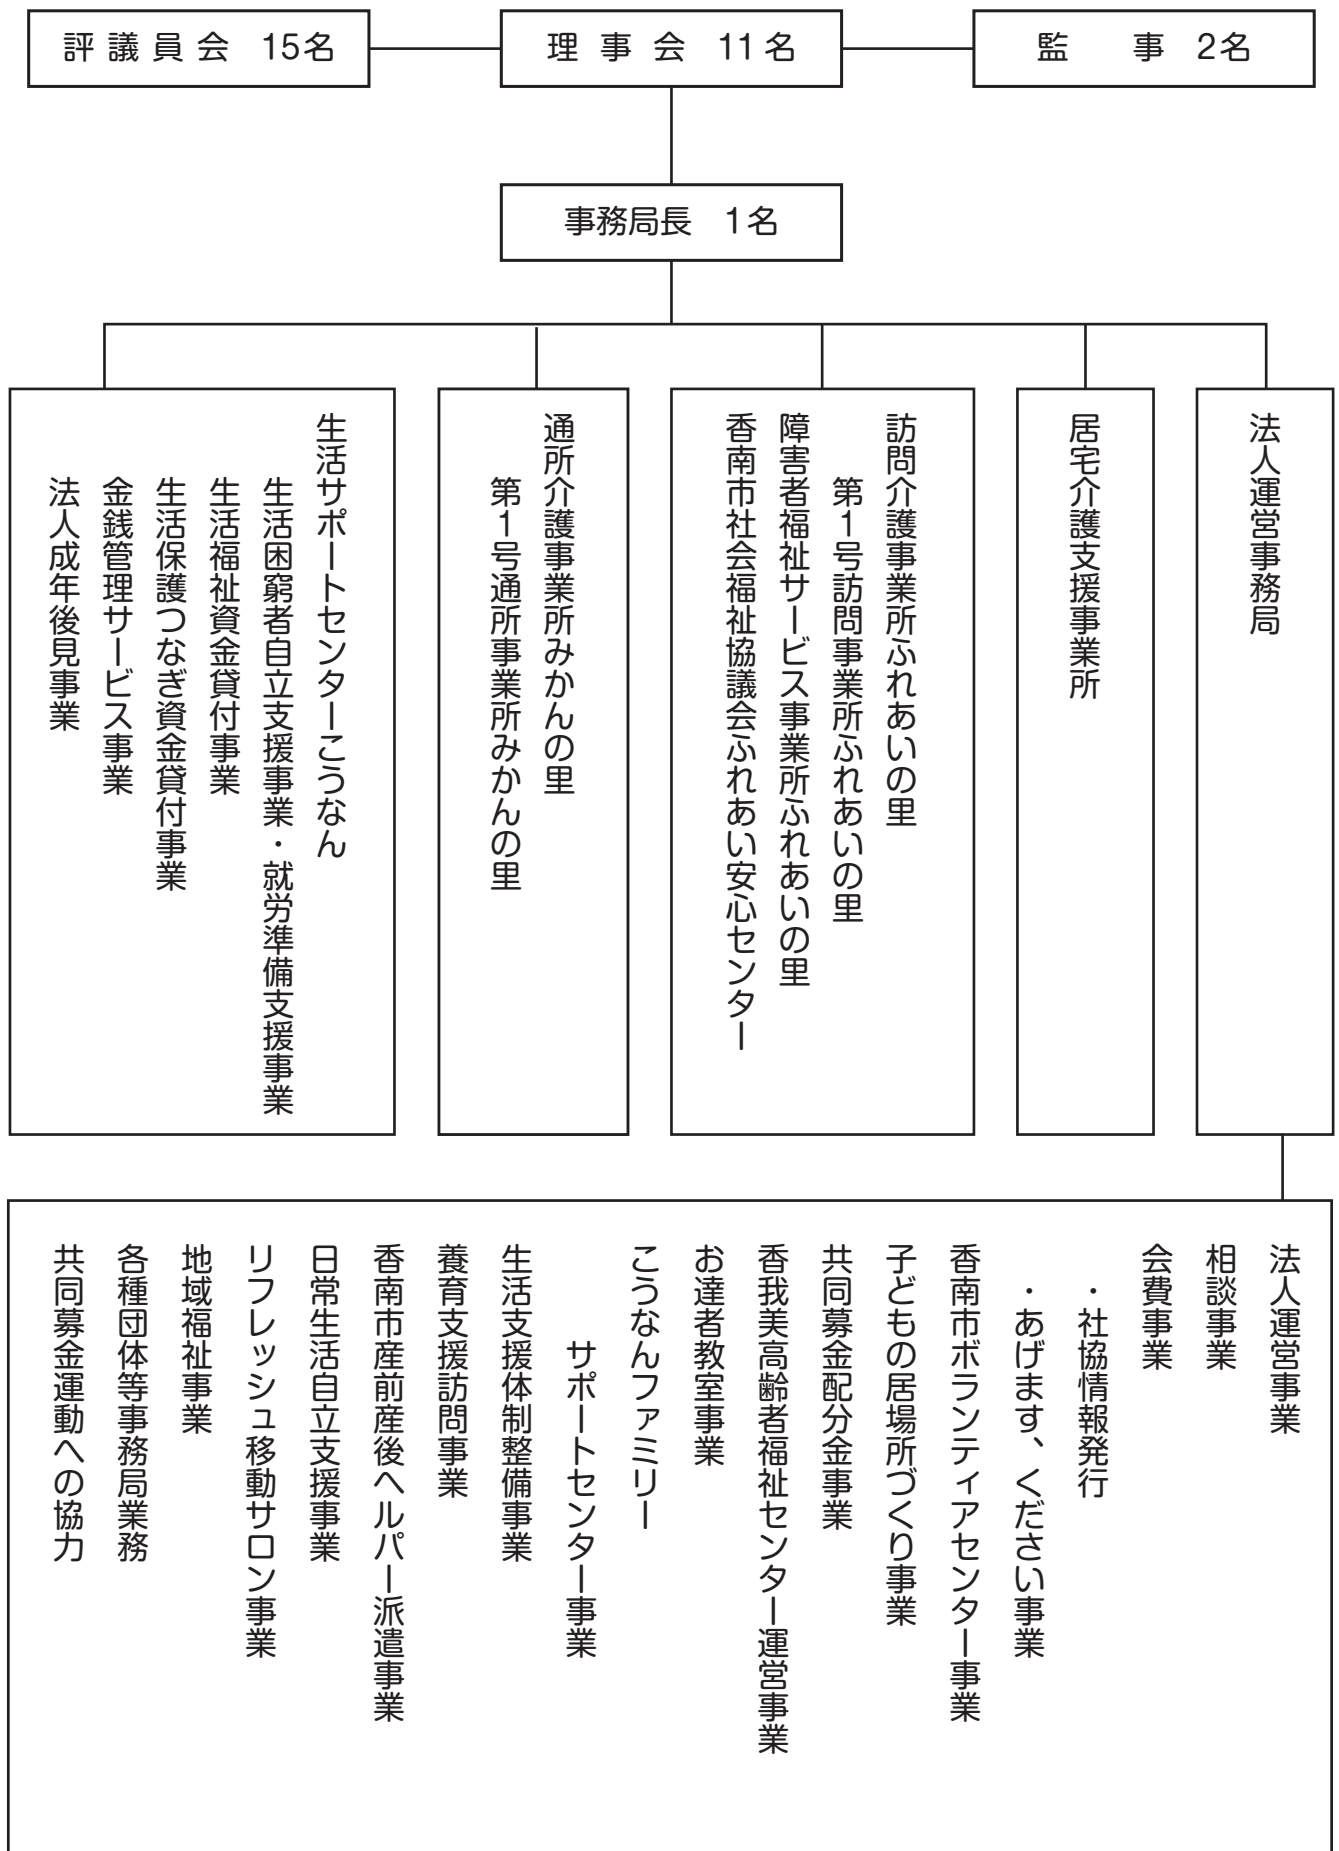 評議員会 15名
理事会 11名
監事 2名
事務局長 1名
法人運営事務局
居宅介護支援事業所
訪問介護事業所ふれあいの里
第1号訪問事業所ふれあいの里
障害者福祉サービス事業所ふれあいの里
香南市社会福祉協議会ふれあい安心センター
通所介護事業所みかんの里
第1号通所事業所みかんの里
生活サポートセンターこうなん
生活困窮者自立支援事業・就労準備支援事業
生活福祉資金貸付事業
生活保護つなぎ資金貸付事業
金銭管理サービス事業
法人成年後見事業
法人運営事業
相談事業
会費事業
・社協情報発行
・あげます、ください事業
香南市ボランティアセンター事業
子どもの居場所づくり事業
共同募金配分金事業
香我美高齢者福祉センター運営事業
お達者教室事業
こうなんファミリー
サポートセンター事業
生活支援体制整備事業
養育支援訪問事業
香南市産前産後ヘルパー派遣事業
日常生活自立支援事業
リフレッシュ移動サロン事業
地域福祉事業
各種団体等事務局業務
共同募金運動への協力